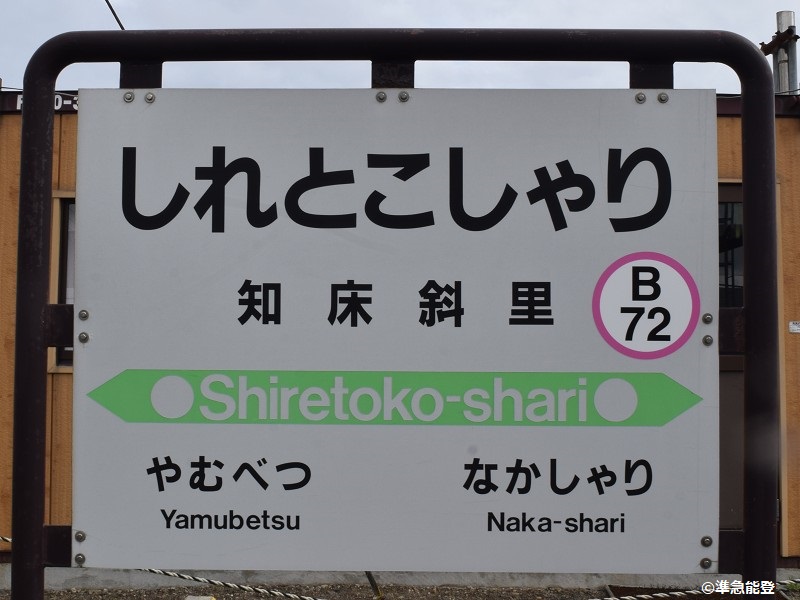 しれとこしゃり
知床斜里
B
72
Shiretoko-shari
やむべつ
なかしゃり
Yamubetsu
Naka-shari
©準急能登